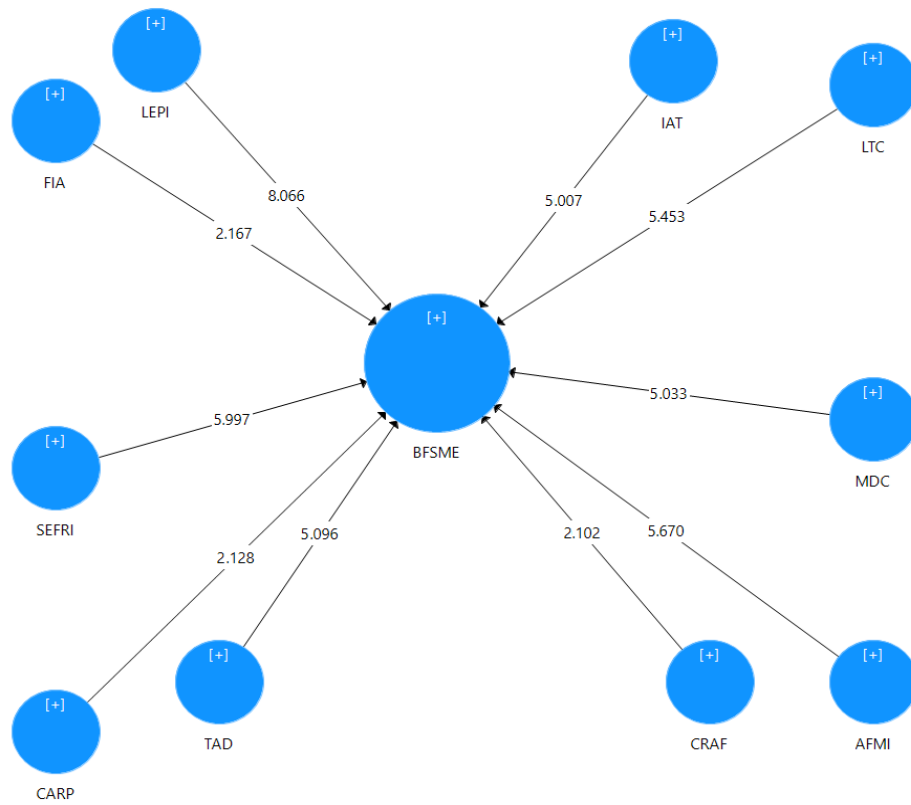 [+]
LEPI
[+]
IAT
[+]
LTC
[+]
FIA
8.066
5.007
5.453
2.167
[+]
BFSME
5.033
[+]
MDC
5.997
[+]
SEFRI
2.128
5.096
2.102
5.670
[+]
TAD
[+]
CRAF
[+]
AFMI
[+]
CARP